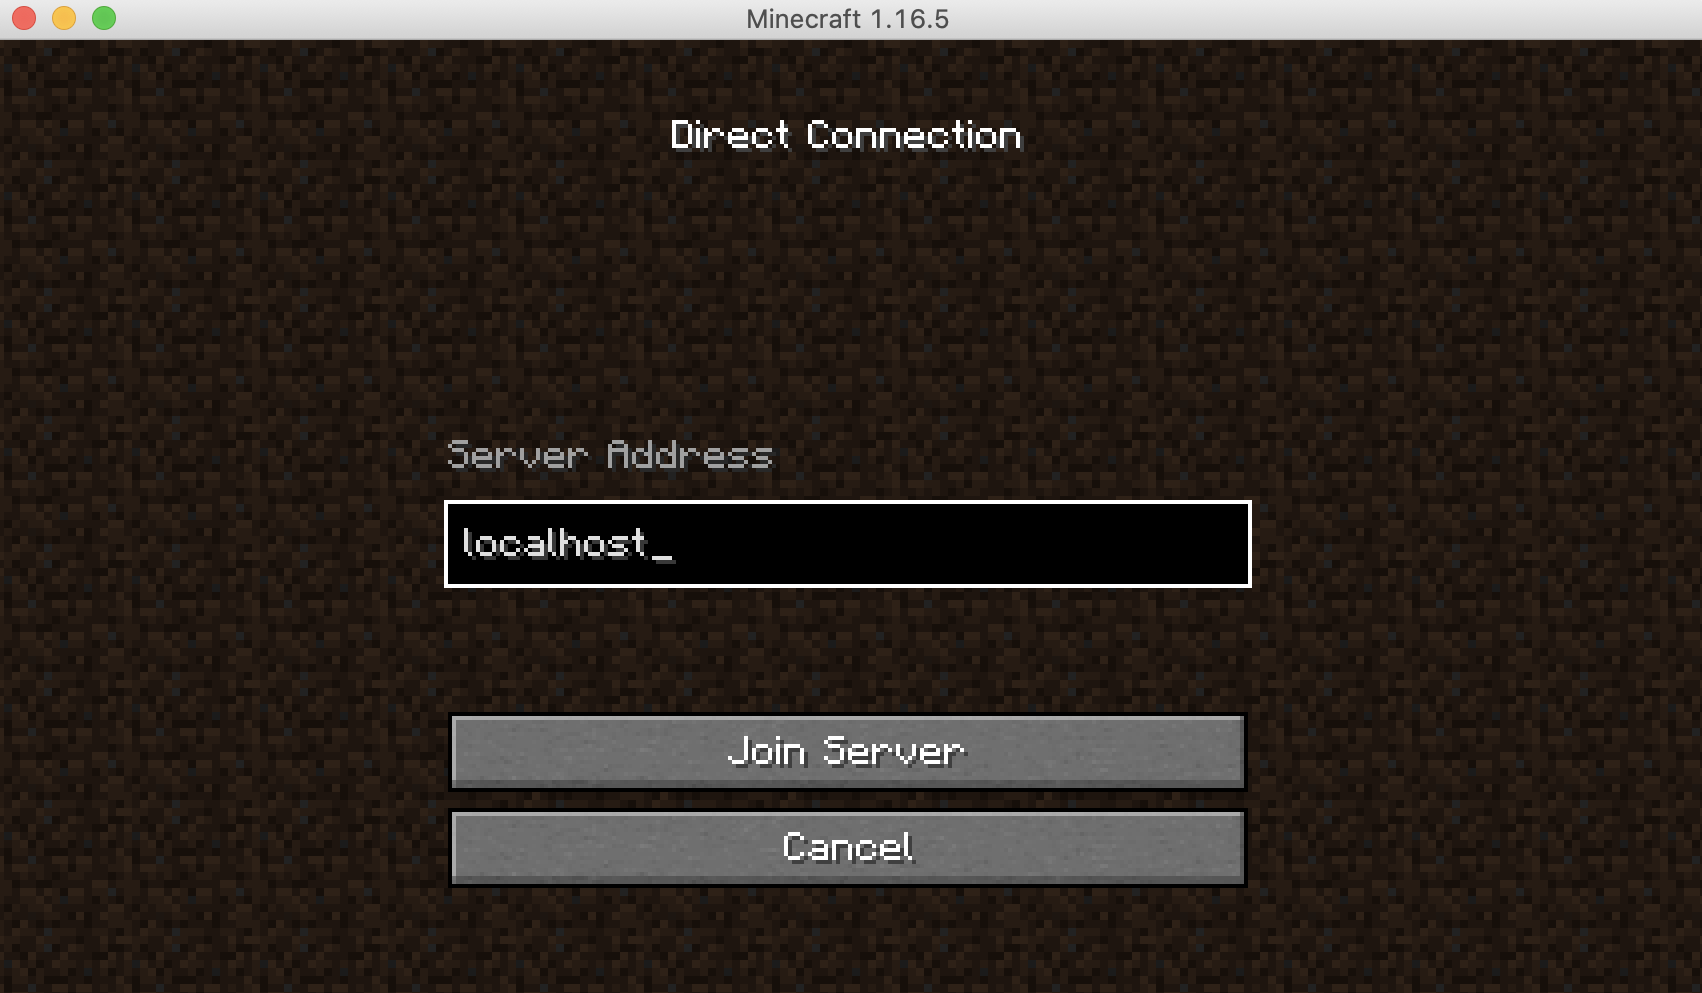 Minecraft 1.16.5
Direct Connection
Server Address
localhost_
Join Server
Cancel